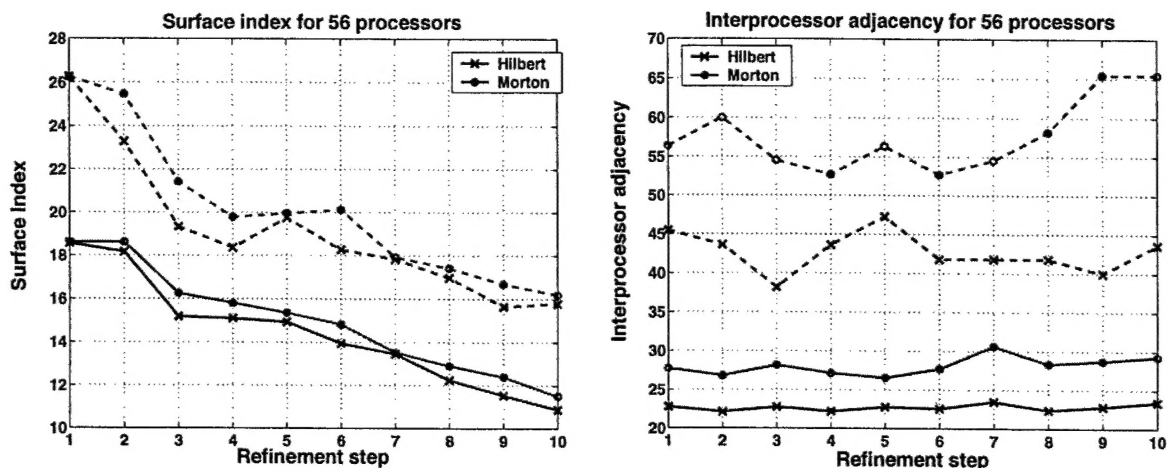 Surface index for 56 processors
28
26
24
22
20
18
16
14
12
10
Surface index
Hilbert
Morton
1 2 3 4 5 6 7 8 9 10
Refinement step
Interprocessor adjacency for 56 processors
70
65
60
55
50
45
40
35
30
25
20
Interprocessor adjacency
Hilbert
Morton
1 2 3 4 5 6 7 8 9 10
Refinement step